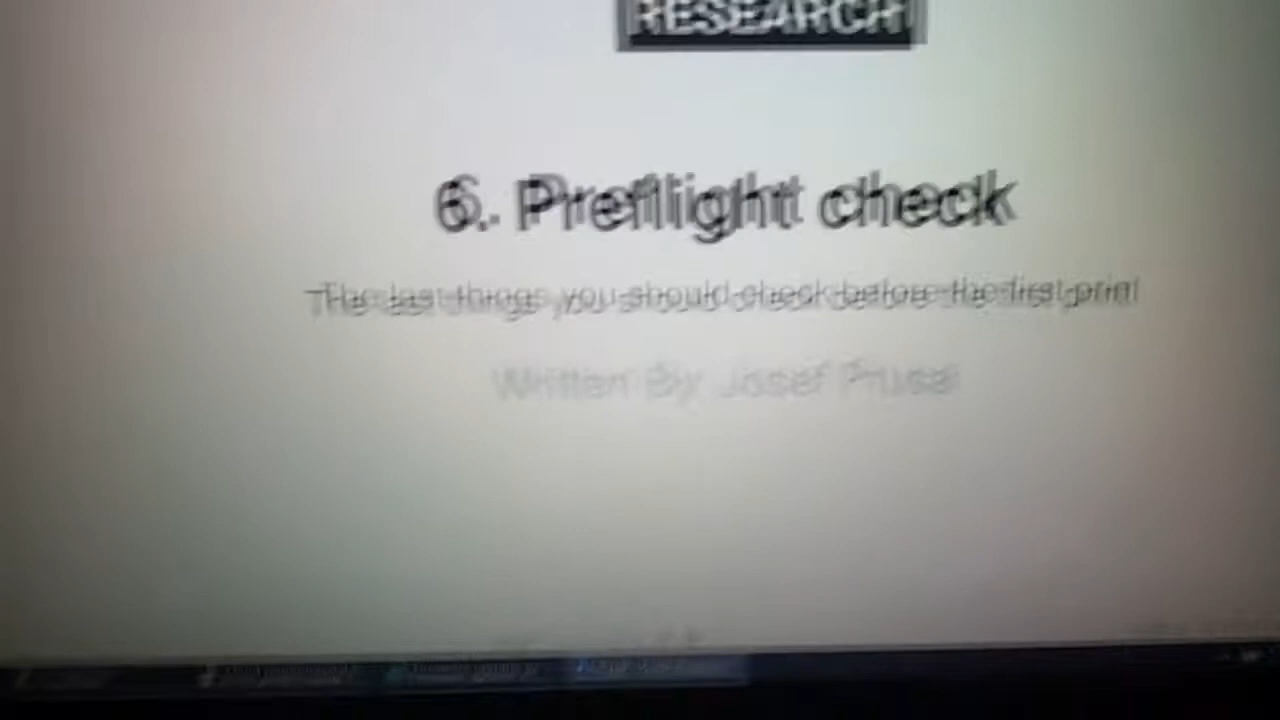 RESEARCH
6. Preflight check
The last things you should check before the first print
Written By Josef Prusa